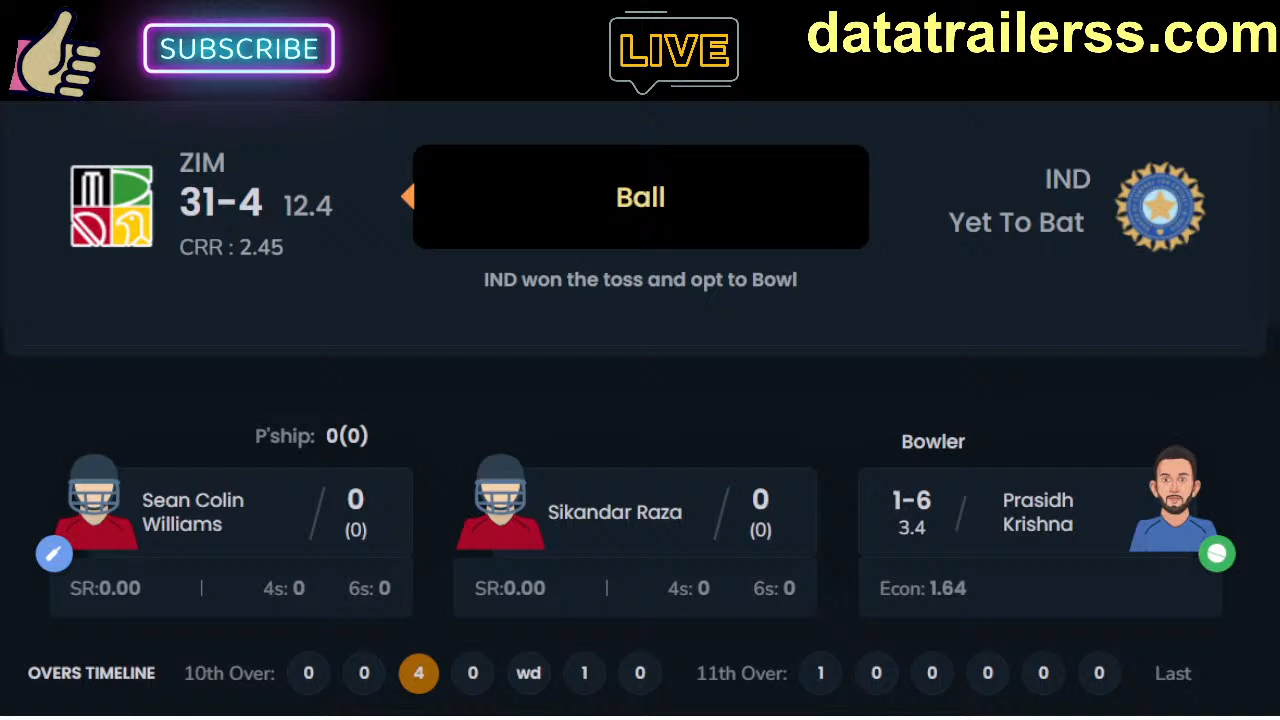 SUBSCRIBE
LIVE
datatrailerss.com
ZIM
31-4 12.4
CRR : 2.45
Ball
IND won the toss and opt to Bowl
IND
Yet To Bat
P'ship: 0(0)
Sean Colin
Williams
0
(0)
SR:0.00 | 4s: 0 6s: 0
Sikandar Raza
0
(0)
SR:0.00 | 4s: 0 6s: 0
Bowler
1-6
3.4
Prasidh
Krishna
Econ: 1.64
OVERS TIMELINE 10th Over: 0 0 4 0 wd 1 0 11th Over: 1 0 0 0 0 0 Last